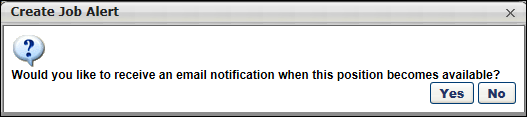 Create Job Alert
Would you like to receive an email notification when this position becomes available?
Yes No